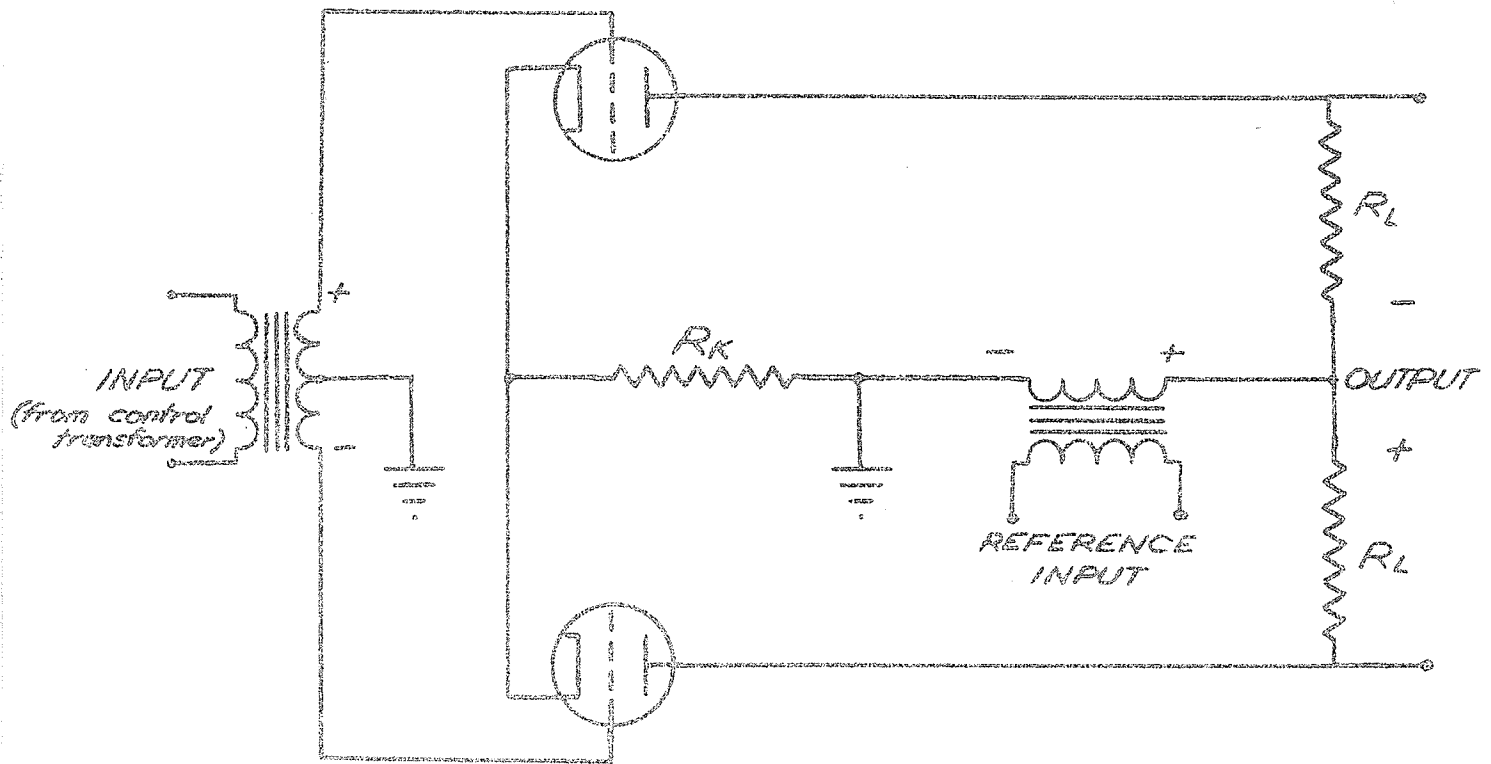 +
R_L
−
R_K
− +
INPUT
(from control
transformer)
OUTPUT
−
+
REFERENCE
INPUT
R_L